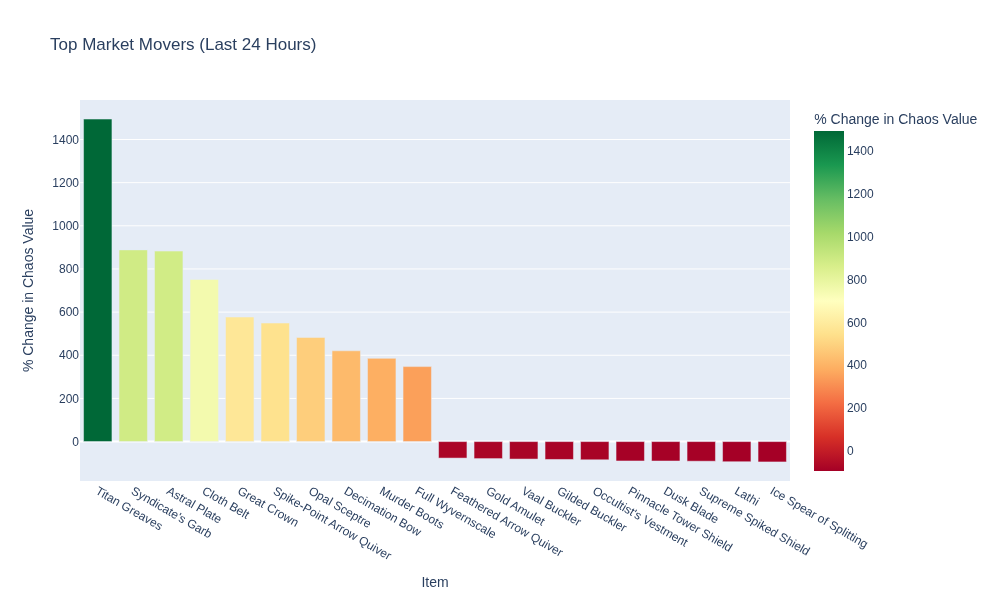 Top Market Movers (Last 24 Hours)
% Change in Chaos Value
1400
1200
1000
800
600
400
200
0
% Change in Chaos Value
1400
1200
1000
800
600
400
200
0
Titan Greaves
Syndicate's Garb
Astral Plate
Cloth Belt
Great Crown
Spike-Point Arrow Quiver
Opal Sceptre
Decimation Bow
Murder Boots
Full Wyvernscale
Feathered Arrow Quiver
Gold Amulet
Vaal Buckler
Gilded Buckler
Occultist's Vestment
Pinnacle Tower Shield
Dusk Blade
Supreme Spiked Shield
Lathi
Ice Spear of Splitting
Item